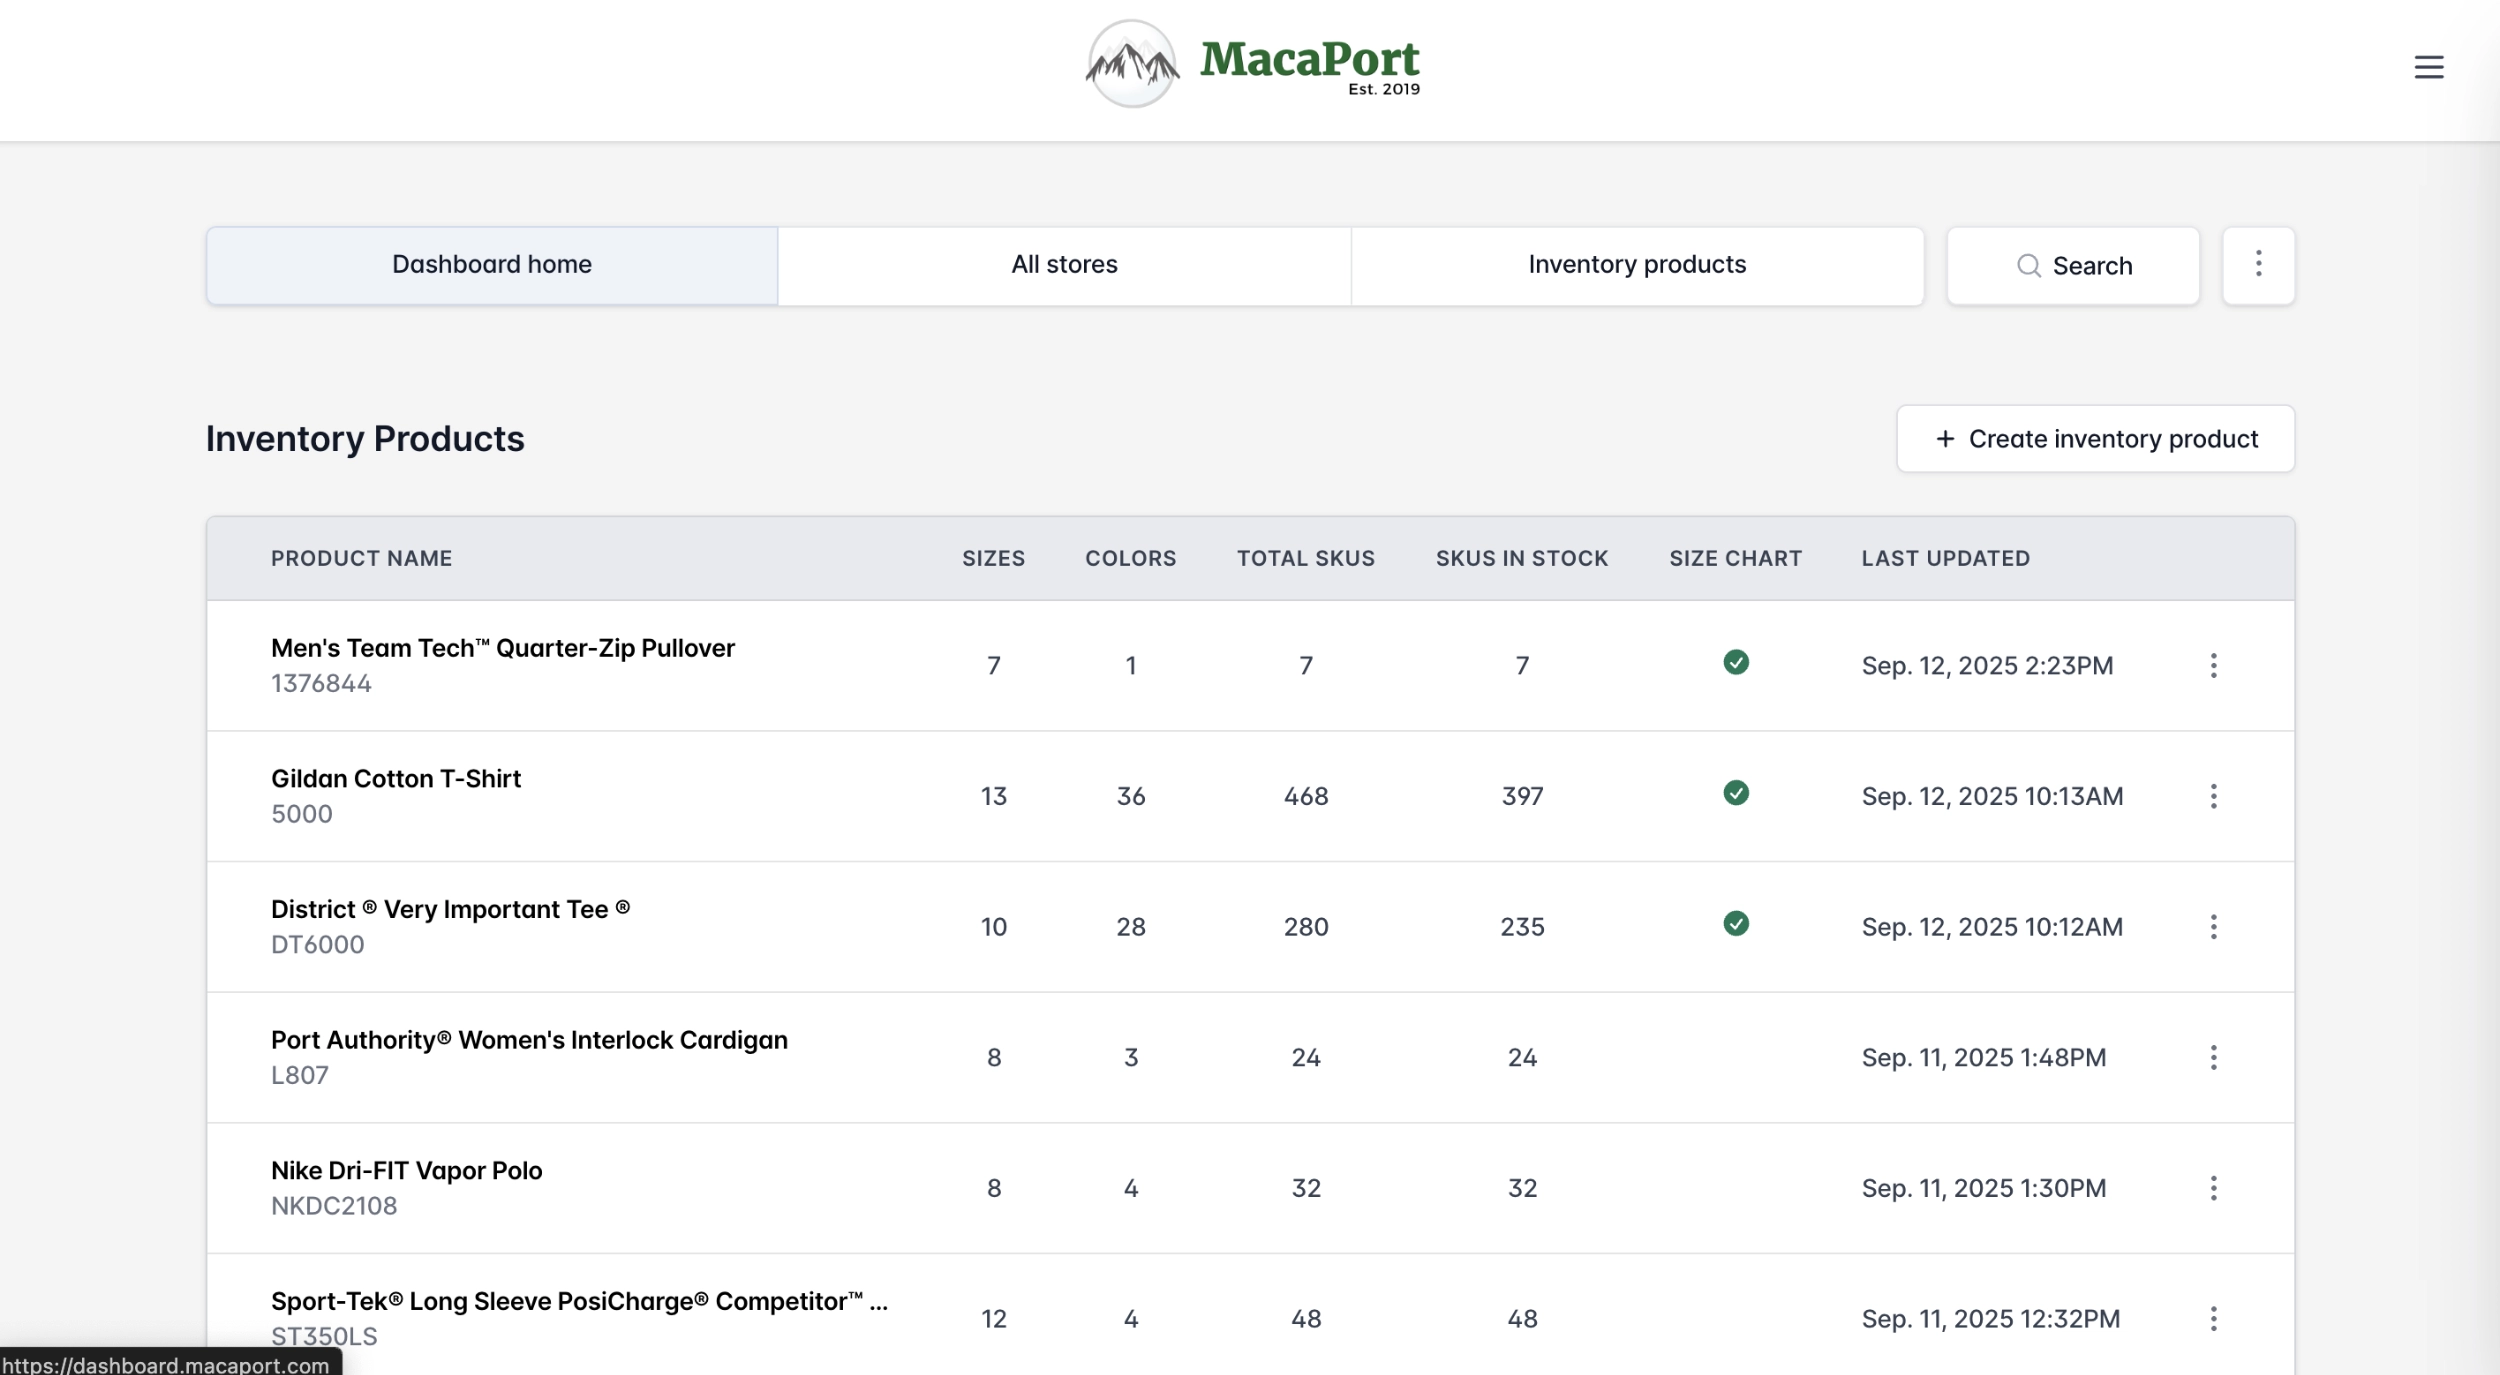 MacaPort
Est. 2019
Dashboard home
All stores
Inventory products
Search
Inventory Products
+ Create inventory product
PRODUCT NAME SIZES COLORS TOTAL SKUS SKUS IN STOCK SIZE CHART LAST UPDATED
Men's Team Tech™ Quarter-Zip Pullover
1376844
7 1 7 7 Sep. 12, 2025 2:23PM
Gildan Cotton T-Shirt
5000
13 36 468 397 Sep. 12, 2025 10:13AM
District ® Very Important Tee ®
DT6000
10 28 280 235 Sep. 12, 2025 10:12AM
Port Authority® Women's Interlock Cardigan
L807
8 3 24 24 Sep. 11, 2025 1:48PM
Nike Dri-FIT Vapor Polo
NKDC2108
8 4 32 32 Sep. 11, 2025 1:30PM
Sport-Tek® Long Sleeve PosiCharge® Competitor™ ...
ST350LS
12 4 48 48 Sep. 11, 2025 12:32PM
https://dashboard.macaport.com